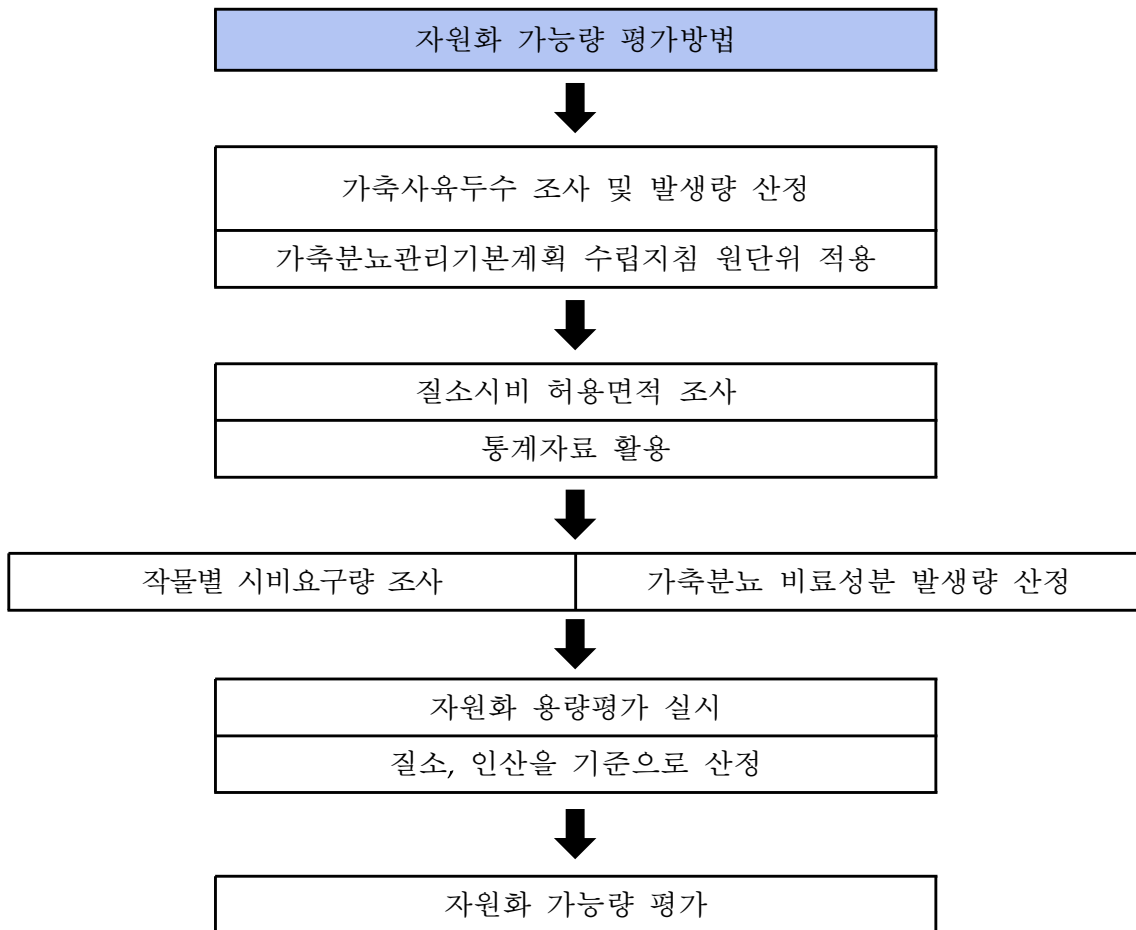 자원화 가능량 평가방법
가축사육두수 조사 및 발생량 산정
가축분뇨관리기본계획 수립지침 원단위 적용
질소시비 허용면적 조사
통계자료 활용
작물별 시비요구량 조사
가축분뇨 비료성분 발생량 산정
자원화 용량평가 실시
질소, 인산을 기준으로 산정
자원화 가능량 평가